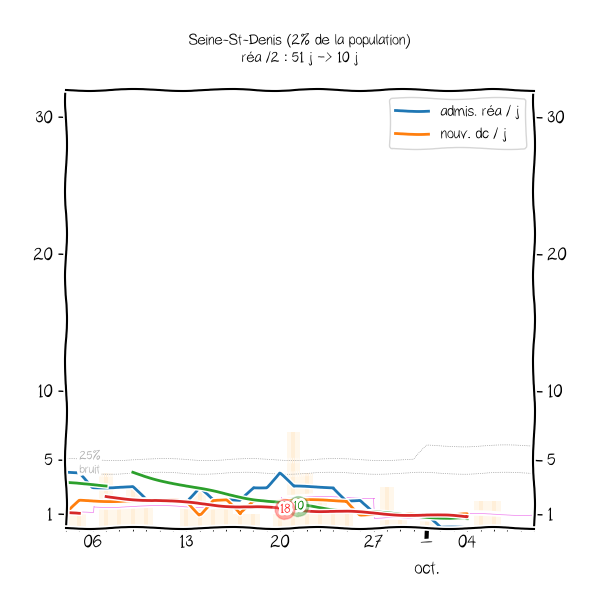 Seine-St-Denis (2% de la population)
réa /2 : 51 j -> 10 j
admis. réa / j
nouv. dc / j
30 30
20 20
10 10
5 5
1 1
25%
bruit
18 10
06 13 20 27 1 04
oct.